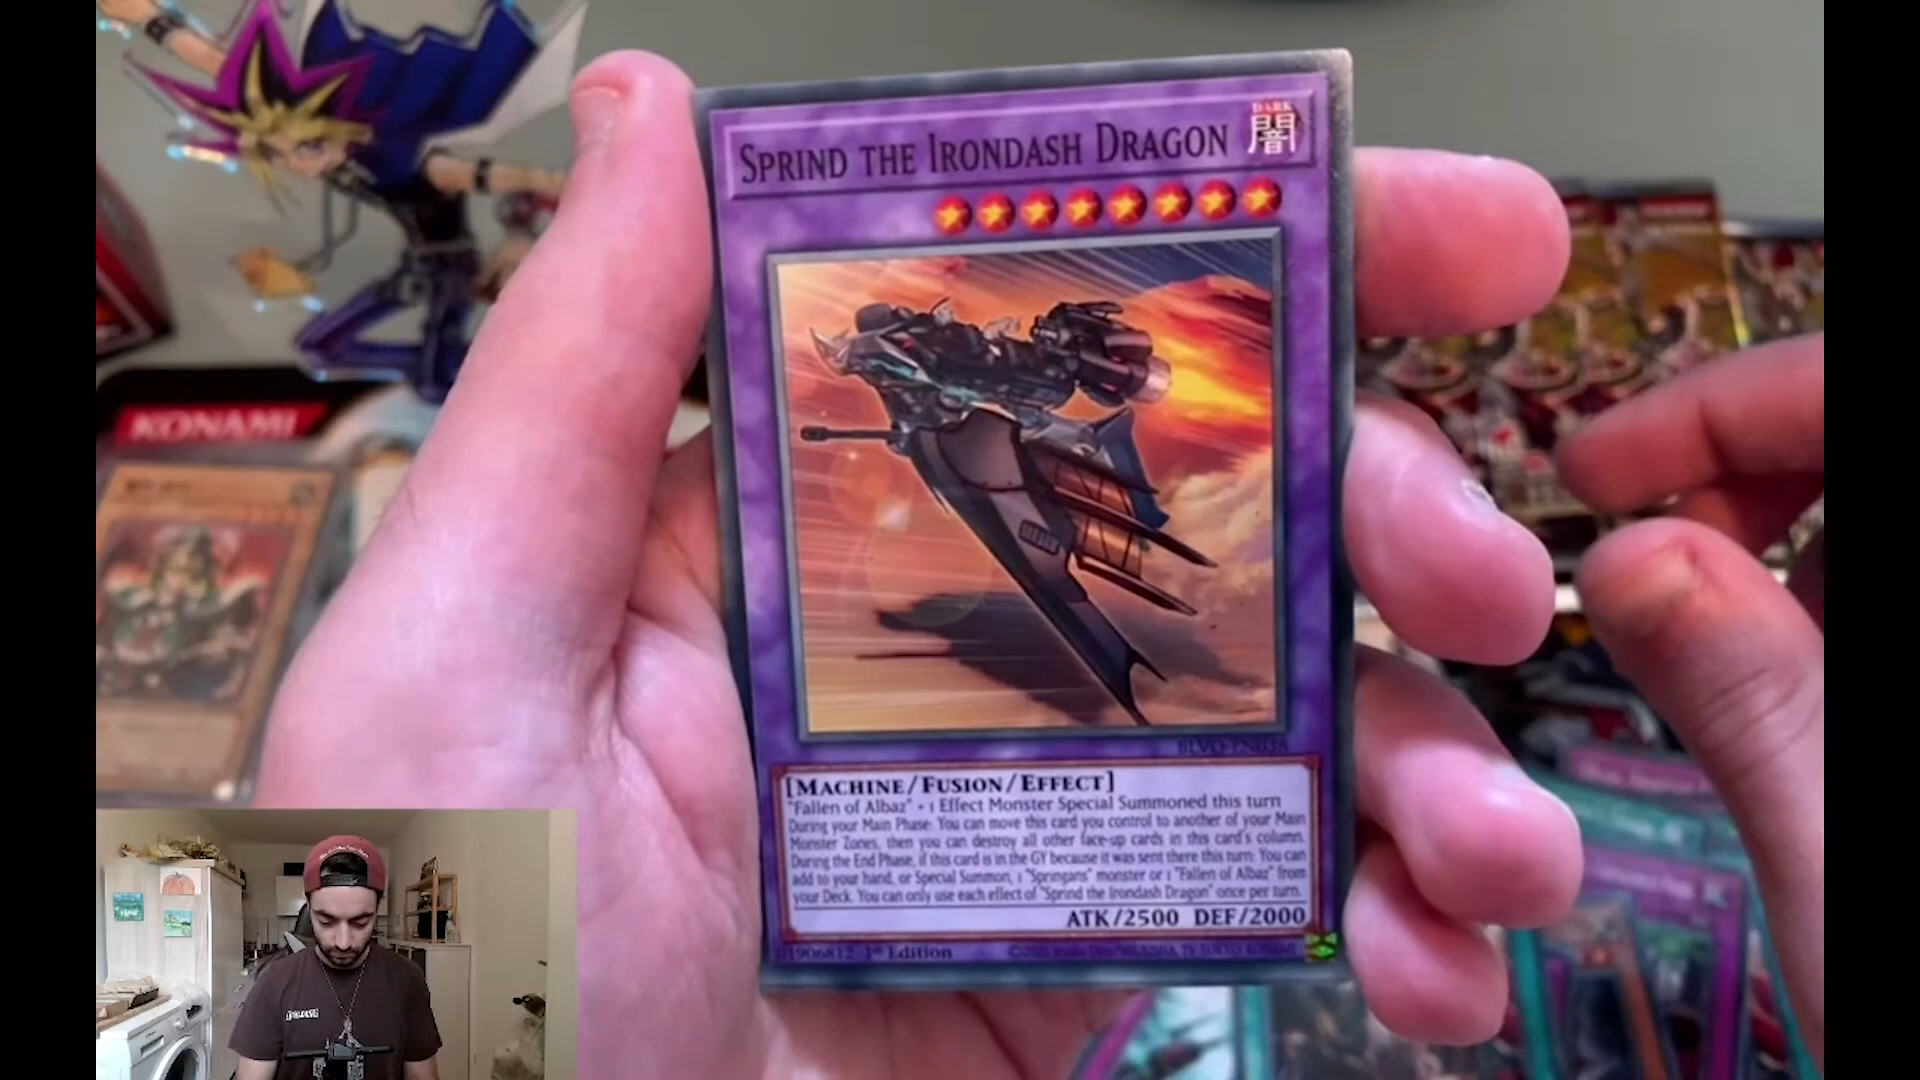 KONAMI
SPRIND THE IRONDASH DRAGON
DARK
闇
BLVO-EN038
[MACHINE/FUSION/EFFECT]
"Fallen of Albaz" + 1 Effect Monster Special Summoned this turn
During your Main Phase: You can move this card you control to another of your Main
Monster Zones, then you can destroy all other face-up cards in this card's column.
During the End Phase, if this card is in the GY because it was sent there this turn: You can
add to your hand, or Special Summon, 1 "Springans" monster or 1 "Fallen of Albaz" from
your Deck. You can only use each effect of "Sprind the Irondash Dragon" once per turn.
ATK/2500 DEF/2000
01906812 1st Edition
SPALDING